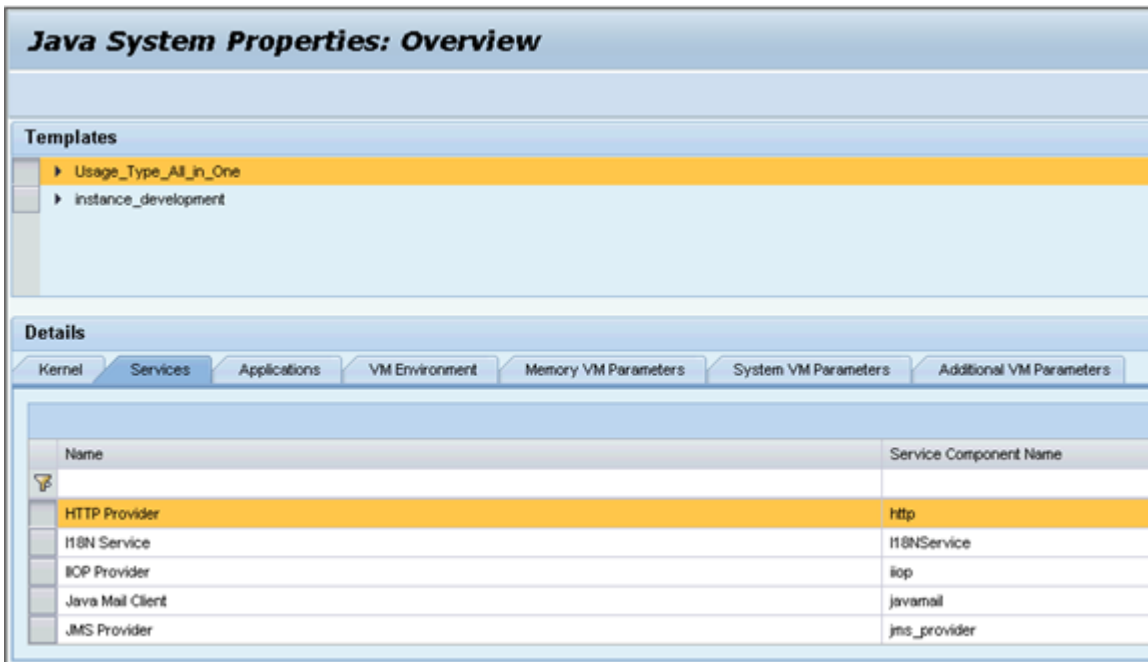 Java System Properties: Overview
Templates
Usage_Type_All_in_One
instance_development
Details
Kernel Services Applications VM Environment Memory VM Parameters System VM Parameters Additional VM Parameters
Name Service Component Name
HTTP Provider http
I18N Service I18NService
IIOP Provider iiop
Java Mail Client javamail
JMS Provider jms_provider